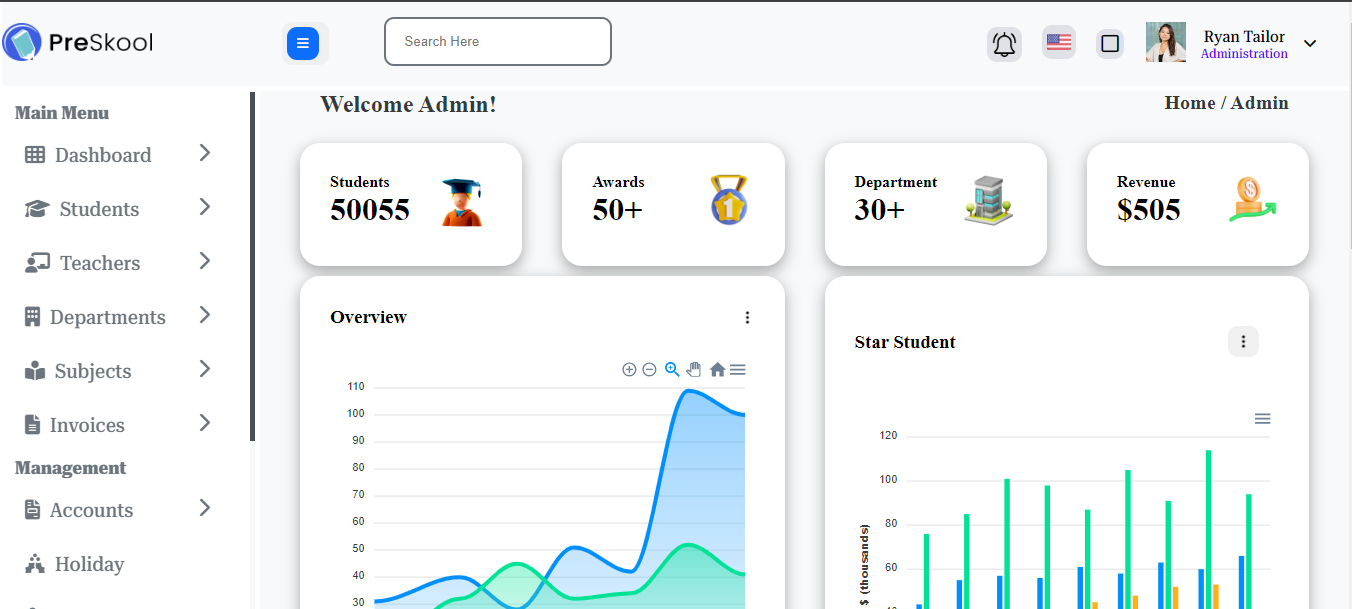 PreSkool
Search Here
Ryan Tailor
Administration
Main Menu
Dashboard
Students
Teachers
Departments
Subjects
Invoices
Management
Accounts
Holiday
Welcome Admin!
Home / Admin
Students
50055
Awards
50+
1
Department
30+
Revenue
$505
$
Overview
110
100
90
80
70
60
50
40
30
Star Student
120
100
80
60
$ (thousands)